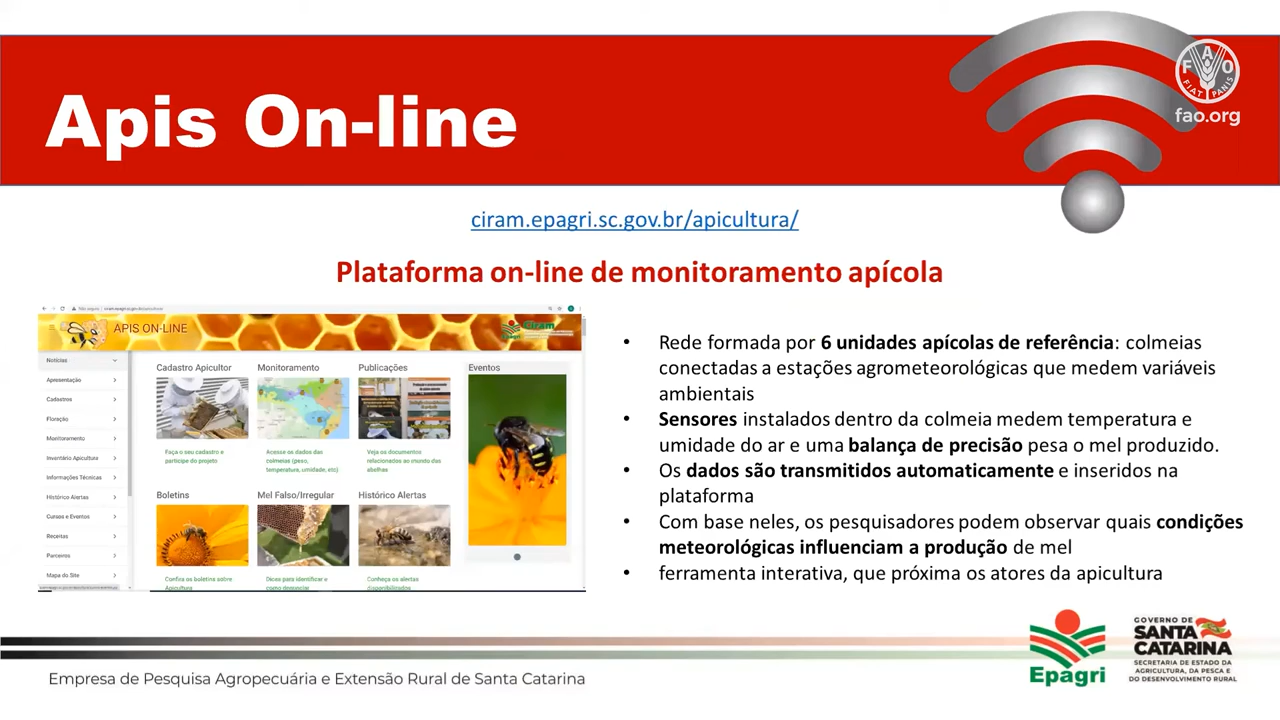 Apis On-line
FAO
FIAT PANIS
fao.org
ciram.epagri.sc.gov.br/apicultura/
Plataforma on-line de monitoramento apícola
APIS ON-LINE
Ciram
Epagri
Notícias
Apresentação
Cadastros
Floração
Monitoramento
Inventário Apicultura
Informações Técnicas
Histórico Alertas
Cursos e Eventos
Receitas
Parceiros
Mapa do Site
Cadastro Apicultor
Faça o seu cadastro e
participe do projeto
Monitoramento
Acesse os dados das
colmeias (peso,
temperatura, umidade, etc)
Publicações
Veja os documentos
relacionados ao mundo das
abelhas
Eventos
Boletins
Confira os boletins sobre
Apicultura
Mel Falso/Irregular
Dicas para identificar e
como denunciar
Histórico Alertas
Conheça os alertas
disponibilizados
• Rede formada por 6 unidades apícolas de referência: colmeias
conectadas a estações agrometeorológicas que medem variáveis
ambientais
• Sensores instalados dentro da colmeia medem temperatura e
umidade do ar e uma balança de precisão pesa o mel produzido.
• Os dados são transmitidos automaticamente e inseridos na
plataforma
• Com base neles, os pesquisadores podem observar quais condições
meteorológicas influenciam a produção de mel
• ferramenta interativa, que próxima os atores da apicultura
Empresa de Pesquisa Agropecuária e Extensão Rural de Santa Catarina
Epagri
GOVERNO DE
SANTA
CATARINA
SECRETARIA DE ESTADO DA
AGRICULTURA, DA PESCA E
DO DESENVOLVIMENTO RURAL